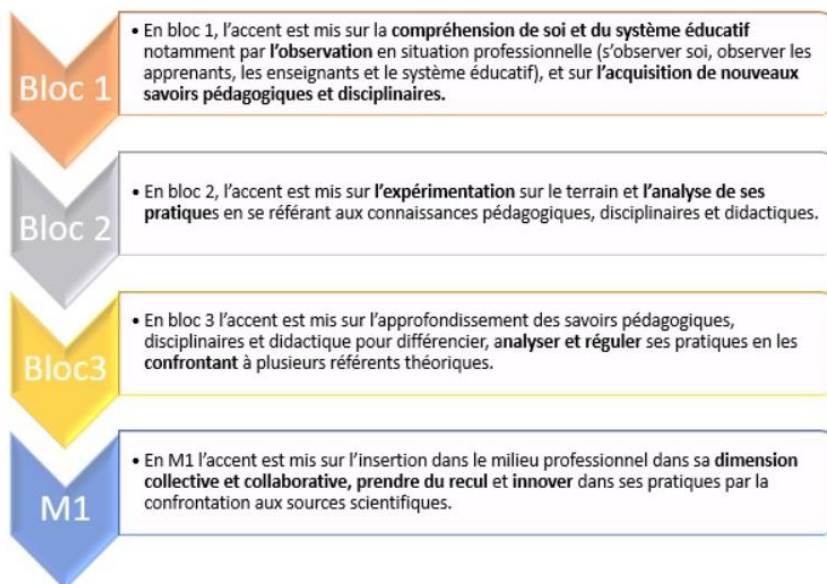 Bloc 1
• En bloc 1, l'accent est mis sur la compréhension de soi et du système éducatif
notamment par l'observation en situation professionnelle (s'observer soi, observer les
apprenants, les enseignants et le système éducatif), et sur l'acquisition de nouveaux
savoirs pédagogiques et disciplinaires.
Bloc 2
• En bloc 2, l'accent est mis sur l'expérimentation sur le terrain et l'analyse de ses
pratiques en se référant aux connaissances pédagogiques, disciplinaires et didactiques.
Bloc3
• En bloc 3 l'accent est mis sur l'approfondissement des savoirs pédagogiques,
disciplinaires et didactique pour différencier, analyser et réguler ses pratiques en les
confrontant à plusieurs référents théoriques.
M1
• En M1 l'accent est mis sur l'insertion dans le milieu professionnel dans sa dimension
collective et collaborative, prendre du recul et innover dans ses pratiques par la
confrontation aux sources scientifiques.